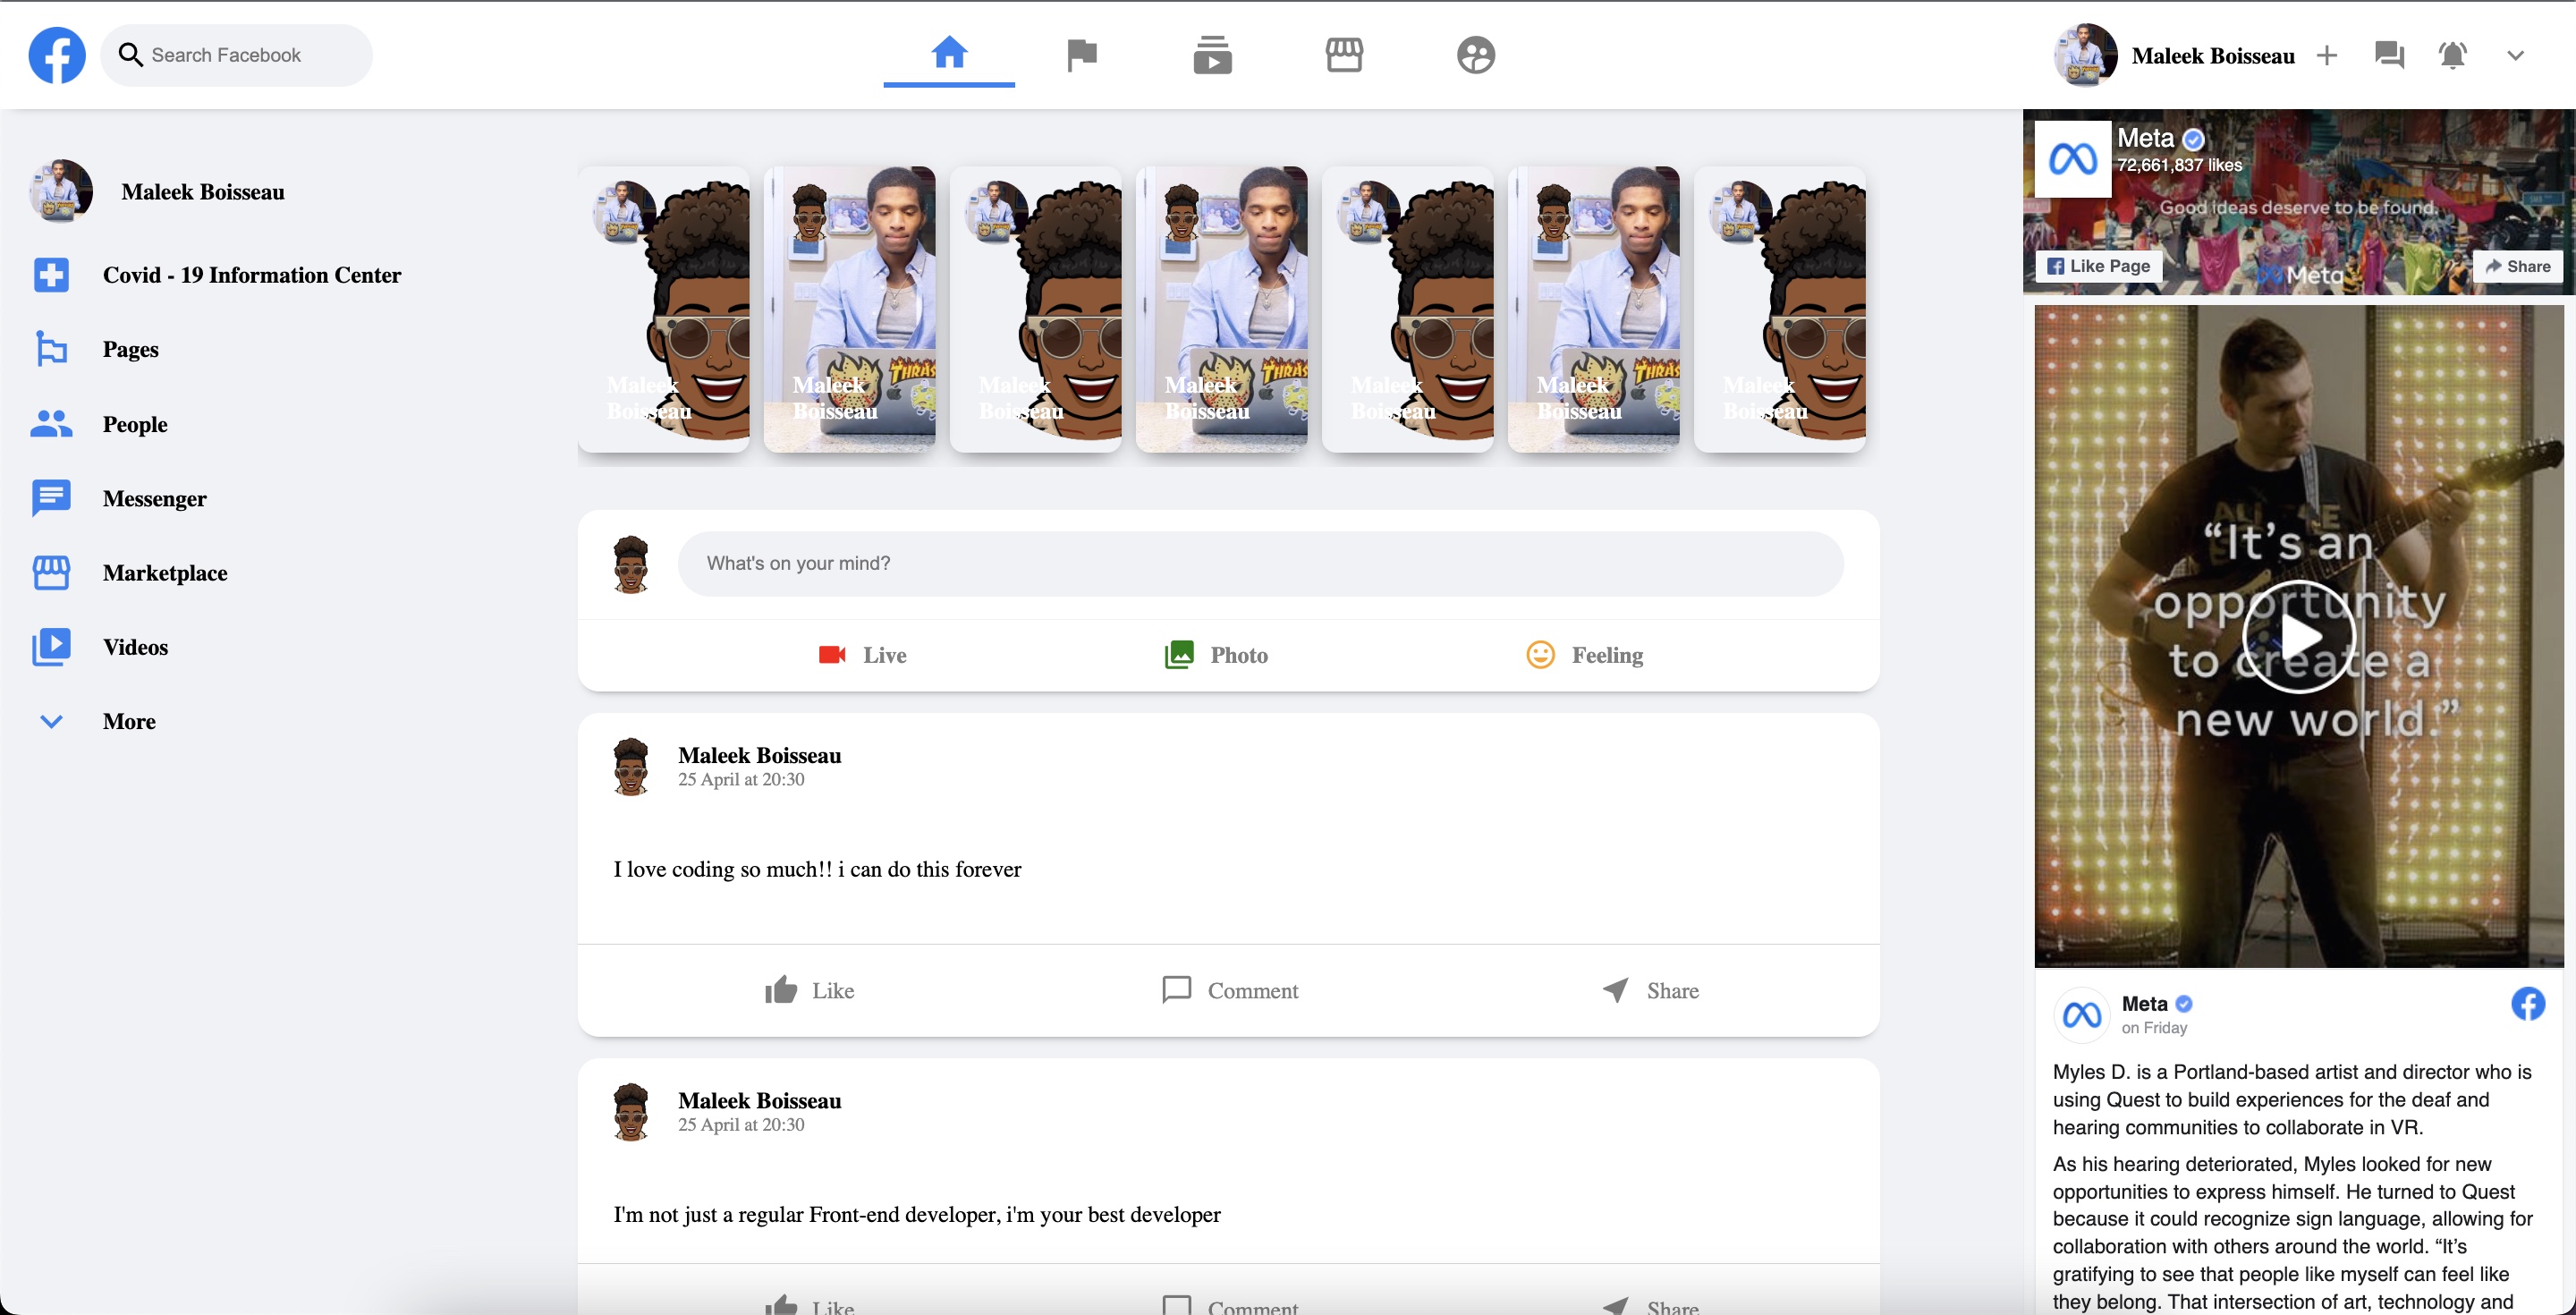 Search Facebook
Maleek Boisseau
Maleek Boisseau
Covid - 19 Information Center
Pages
People
Messenger
Marketplace
Videos
More
Maleek
Boisseau
THRAS
Maleek
Boisseau
Maleek
Boisseau
THRAS
Maleek
Boisseau
Maleek
Boisseau
THRAS
Maleek
Boisseau
Maleek
Boisseau
What's on your mind?
Live
Photo
Feeling
Maleek Boisseau
25 April at 20:30
I love coding so much!! i can do this forever
Like
Comment
Share
Maleek Boisseau
25 April at 20:30
I'm not just a regular Front-end developer, i'm your best developer
Like
Comment
Share
Meta
72,661,837 likes
Good ideas deserve to be found.
Like Page
Meta
Share
“It’s an
opportunity
to create a
new world.”
Meta
on Friday
Myles D. is a Portland-based artist and director who is
using Quest to build experiences for the deaf and
hearing communities to collaborate in VR.
As his hearing deteriorated, Myles looked for new
opportunities to express himself. He turned to Quest
because it could recognize sign language, allowing for
collaboration with others around the world. “It’s
gratifying to see that people like myself can feel like
they belong. That intersection of art, technology and